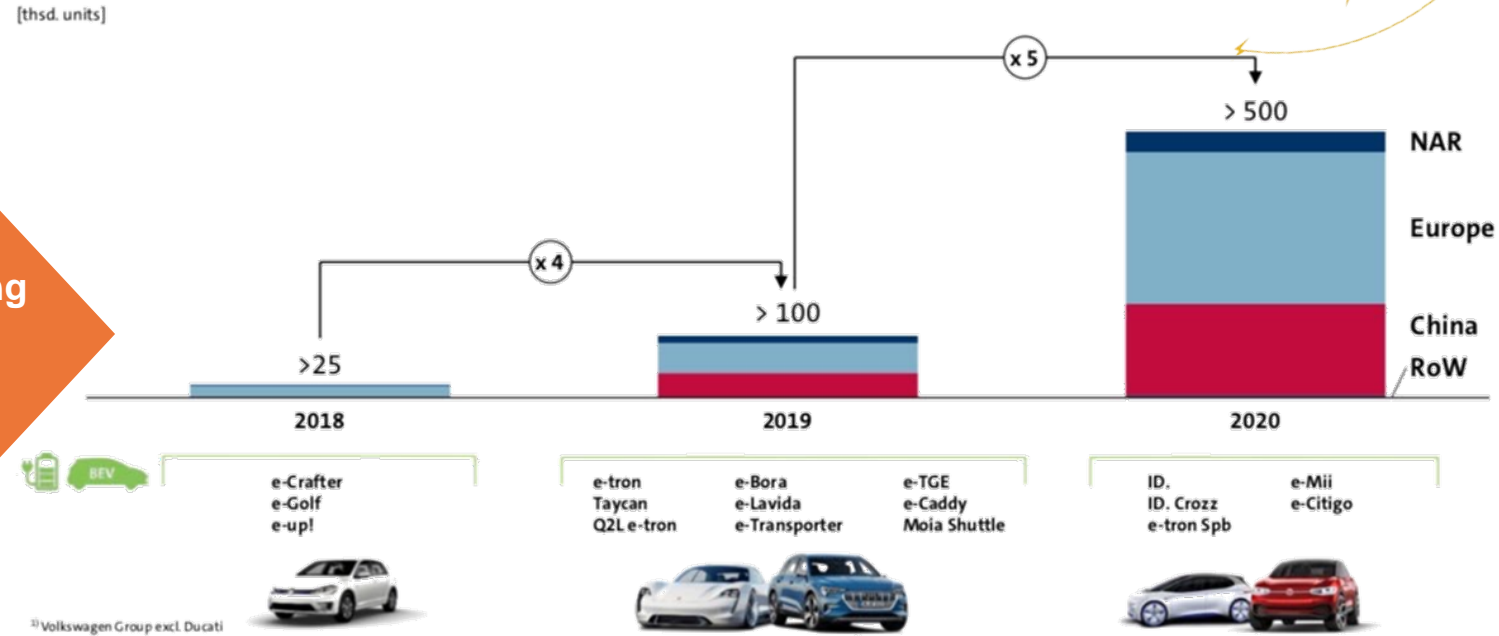 [thsd. units]
x 5
> 500
NAR
Europe
x 4
> 100
China
>25
RoW
2018
2019
2020
BEV
e-Crafter
e-Golf
e-up!
e-tron
Taycan
Q2L e-tron
e-Bora
e-Lavida
e-Transporter
e-TGE
e-Caddy
Moia Shuttle
ID.
ID. Crozz
e-tron Spb
e-Mii
e-Citigo
¹⁾ Volkswagen Group excl. Ducati